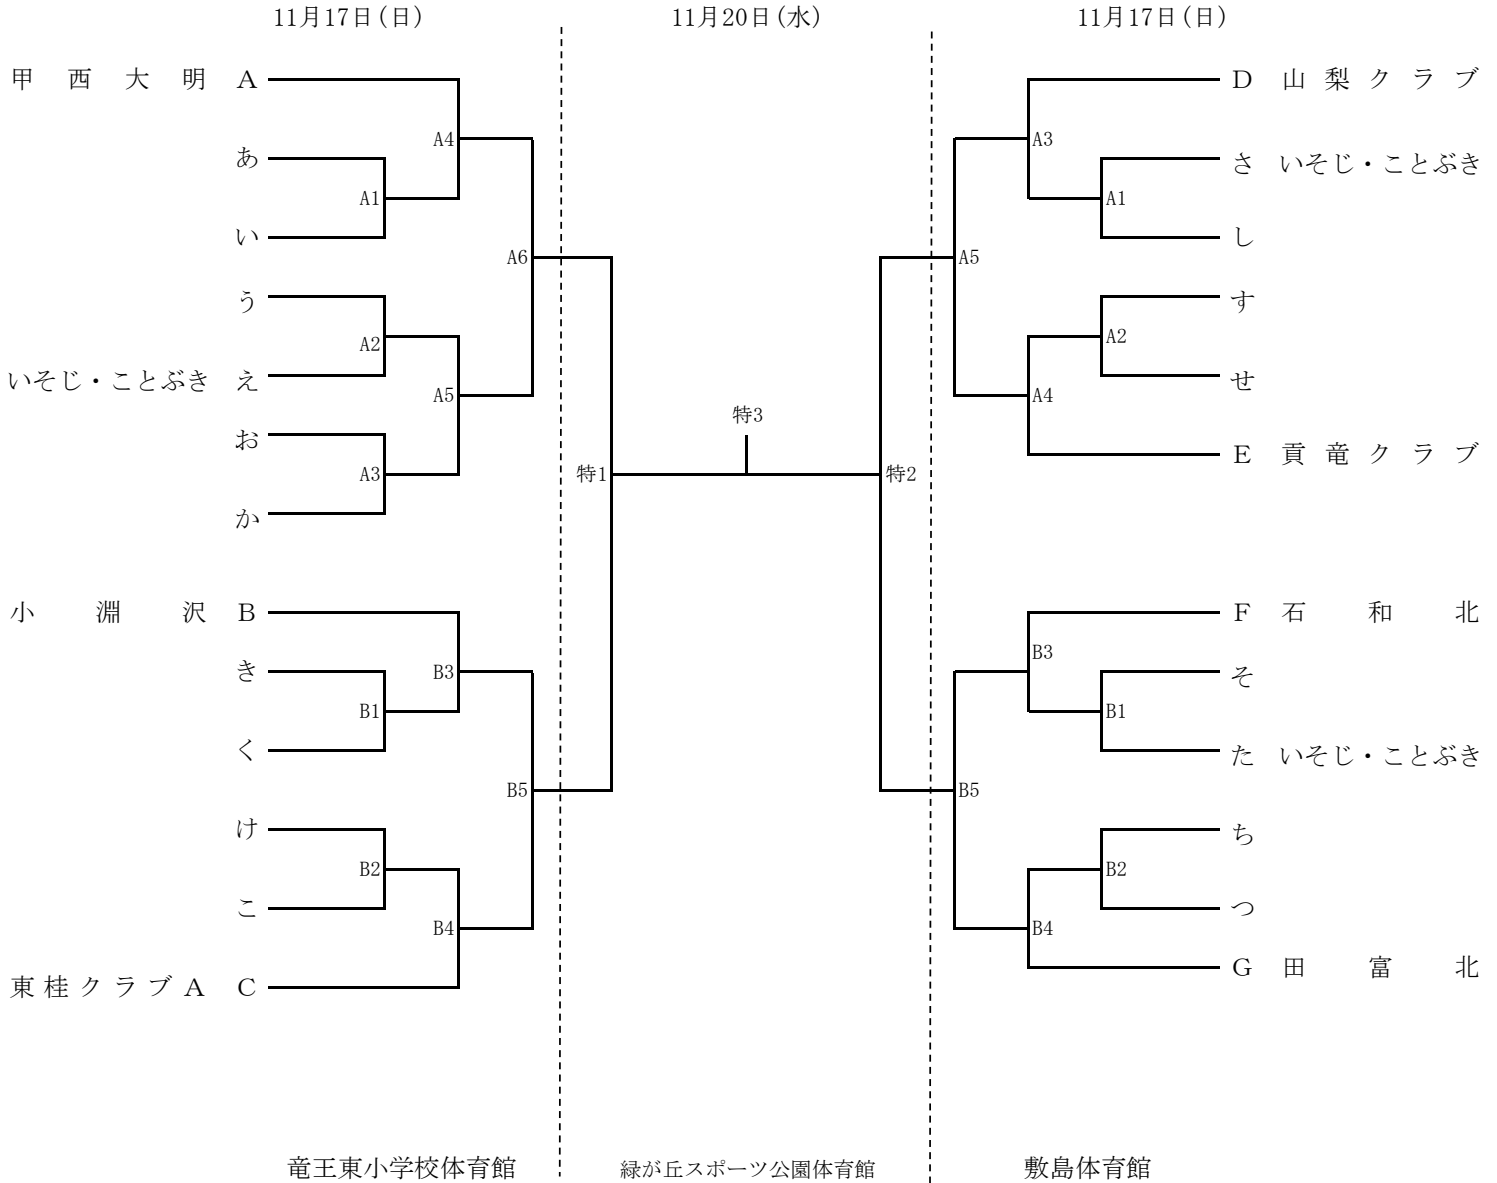 11月17日(日)
11月20日(水)
11月17日(日)
甲西大明 A
あ
い
う
いそじ・ことぶき え
お
か
小淵沢 B
き
く
け
こ
東桂クラブA C
A1
A2
A3
A4
A5
A6
B1
B2
B3
B4
B5
特1
特3
特2
D 山梨クラブ
さ いそじ・ことぶき
し
す
せ
E 貢竜クラブ
F 石和北
そ
た いそじ・ことぶき
ち
つ
G 田富北
A3
A1
A5
A2
A4
B3
B1
B5
B2
B4
竜王東小学校体育館
緑が丘スポーツ公園体育館
敷島体育館